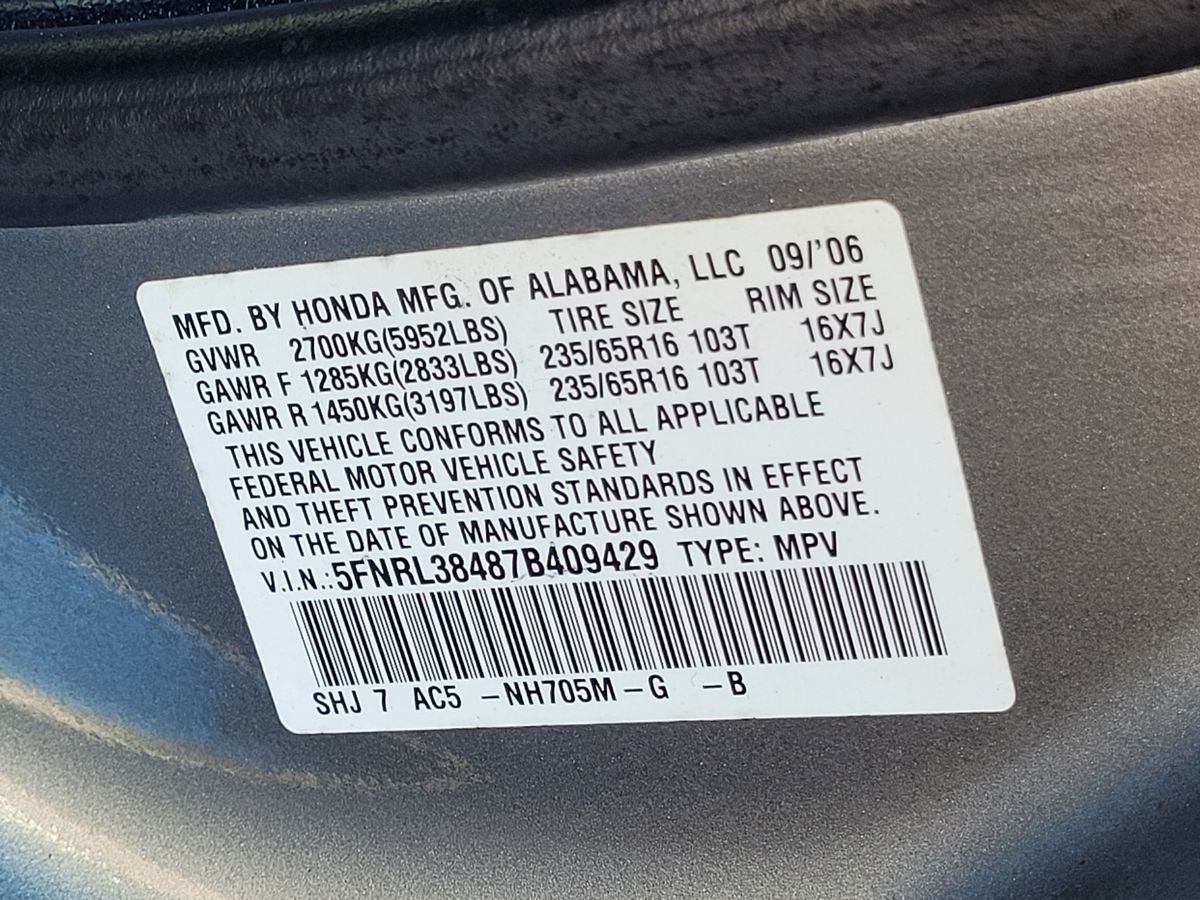 MFD. BY HONDA MFG. OF ALABAMA, LLC 09/'06
GVWR 2700KG(5952LBS) TIRE SIZE RIM SIZE
GAWR F 1285KG(2833LBS) 235/65R16 103T 16X7J
GAWR R 1450KG(3197LBS) 235/65R16 103T 16X7J
THIS VEHICLE CONFORMS TO ALL APPLICABLE
FEDERAL MOTOR VEHICLE SAFETY
AND THEFT PREVENTION STANDARDS IN EFFECT
ON THE DATE OF MANUFACTURE SHOWN ABOVE.
V.I.N.:5FNRL38487B409429 TYPE: MPV
SHJ 7 AC5 -NH705M-G -B